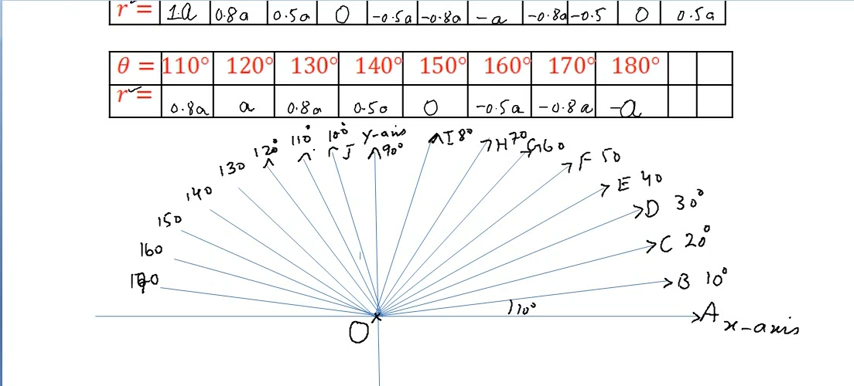 r = 1.a 0.8a 0.5a 0 -0.5a -0.8a -a -0.8a -0.5 0 0.5a
θ = 110° 120° 130° 140° 150° 160° 170° 180°
r = 0.8a a 0.8a 0.5a 0 -0.5a -0.8a -a
120° 110° 100° J Y-axis 90° I 80 H 70° G 60 F 50
130 E 40
140 D 30°
150 C 20°
160 B 10°
170 10° A x-axis
O